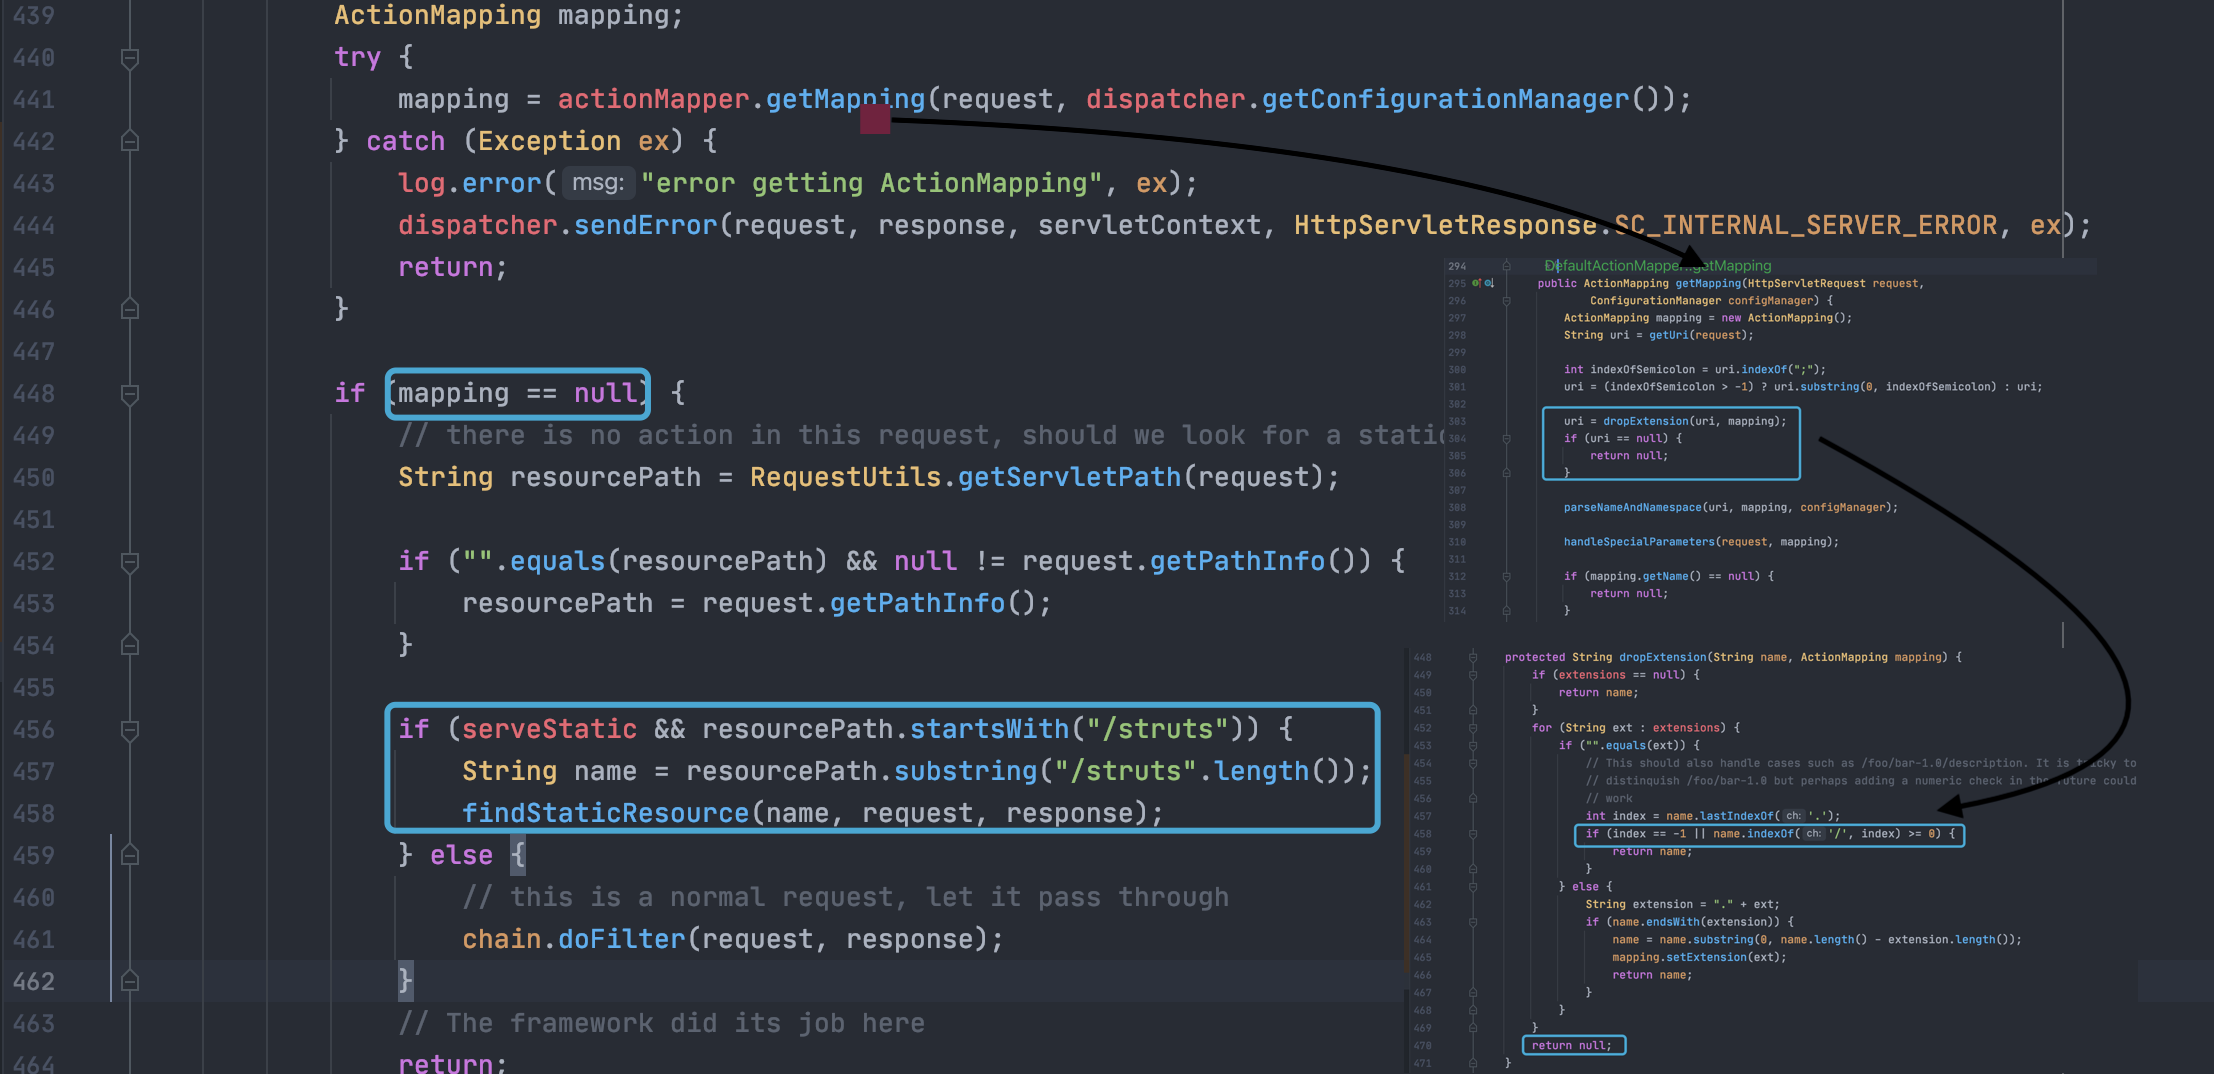 439 ActionMapping mapping;
440 try {
441 mapping = actionMapper.getMapping(request, dispatcher.getConfigurationManager());
442 } catch (Exception ex) {
443 log.error( msg: "error getting ActionMapping", ex);
444 dispatcher.sendError(request, response, servletContext, HttpServletResponse.SC_INTERNAL_SERVER_ERROR, ex);
445 return;
446 }
447
448 if (mapping == null) {
449 // there is no action in this request, should we look for a static
450 String resourcePath = RequestUtils.getServletPath(request);
451
452 if ("".equals(resourcePath) && null != request.getPathInfo()) {
453 resourcePath = request.getPathInfo();
454 }
455
456 if (serveStatic && resourcePath.startsWith("/struts")) {
457 String name = resourcePath.substring("/struts".length());
458 findStaticResource(name, request, response);
459 } else {
460 // this is a normal request, let it pass through
461 chain.doFilter(request, response);
462 }
463 // The framework did its job here
464 return;
294 DefaultActionMapper.getMapping
295 public ActionMapping getMapping(HttpServletRequest request,
296 ConfigurationManager configManager) {
297 ActionMapping mapping = new ActionMapping();
298 String uri = getUri(request);
299
300 int indexOfSemicolon = uri.indexOf(";");
301 uri = (indexOfSemicolon > -1) ? uri.substring(0, indexOfSemicolon) : uri;
302
303 uri = dropExtension(uri, mapping);
304 if (uri == null) {
305 return null;
306 }
307
308 parseNameAndNamespace(uri, mapping, configManager);
309
310 handleSpecialParameters(request, mapping);
311
312 if (mapping.getName() == null) {
313 return null;
314 }
448 protected String dropExtension(String name, ActionMapping mapping) {
449 if (extensions == null) {
450 return name;
451 }
452 for (String ext : extensions) {
453 if ("".equals(ext)) {
454 // This should also handle cases such as /foo/bar-1.0/description. It is tricky to
455 // distinquish /foo/bar-1.0 but perhaps adding a numeric check in the future could
456 // work
457 int index = name.lastIndexOf( ch: '.');
458 if (index == -1 || name.indexOf( ch: '/', index) >= 0) {
459 return name;
460 }
461 } else {
462 String extension = "." + ext;
463 if (name.endsWith(extension)) {
464 name = name.substring(0, name.length() - extension.length());
465 mapping.setExtension(ext);
466 return name;
467 }
468 }
469 }
470 return null;
471 }